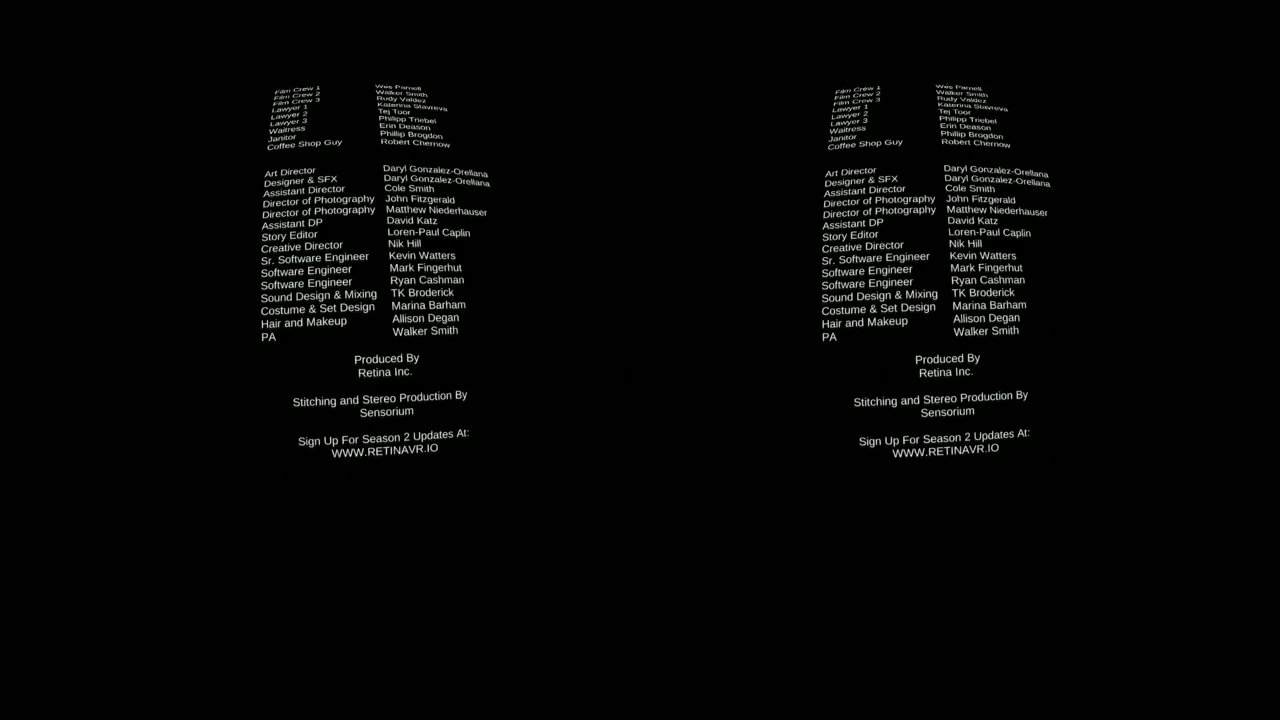 Film Crew 1 Wes Parnell
Film Crew 2 Walker Smith
Film Crew 3 Rudy Valdez
Lawyer 1 Katerina Stavreva
Lawyer 2 Tej Toor
Lawyer 3 Philipp Triebel
Waitress Erin Deason
Janitor Phillip Brogdon
Coffee Shop Guy Robert Chernow
Art Director Daryl Gonzalez-Orellana
Designer & SFX Daryl Gonzalez-Orellana
Assistant Director Cole Smith
Director of Photography John Fitzgerald
Director of Photography Matthew Niederhauser
Assistant DP David Katz
Story Editor Loren-Paul Caplin
Creative Director Nik Hill
Sr. Software Engineer Kevin Watters
Software Engineer Mark Fingerhut
Software Engineer Ryan Cashman
Sound Design & Mixing TK Broderick
Costume & Set Design Marina Barham
Hair and Makeup Allison Degan
PA Walker Smith
Produced By
Retina Inc.
Stitching and Stereo Production By
Sensorium
Sign Up For Season 2 Updates At:
WWW.RETINAVR.IO
Film Crew 1 Wes Parnell
Film Crew 2 Walker Smith
Film Crew 3 Rudy Valdez
Lawyer 1 Katerina Stavreva
Lawyer 2 Tej Toor
Lawyer 3 Philipp Triebel
Waitress Erin Deason
Janitor Phillip Brogdon
Coffee Shop Guy Robert Chernow
Art Director Daryl Gonzalez-Orellana
Designer & SFX Daryl Gonzalez-Orellana
Assistant Director Cole Smith
Director of Photography John Fitzgerald
Director of Photography Matthew Niederhauser
Assistant DP David Katz
Story Editor Loren-Paul Caplin
Creative Director Nik Hill
Sr. Software Engineer Kevin Watters
Software Engineer Mark Fingerhut
Software Engineer Ryan Cashman
Sound Design & Mixing TK Broderick
Costume & Set Design Marina Barham
Hair and Makeup Allison Degan
PA Walker Smith
Produced By
Retina Inc.
Stitching and Stereo Production By
Sensorium
Sign Up For Season 2 Updates At:
WWW.RETINAVR.IO